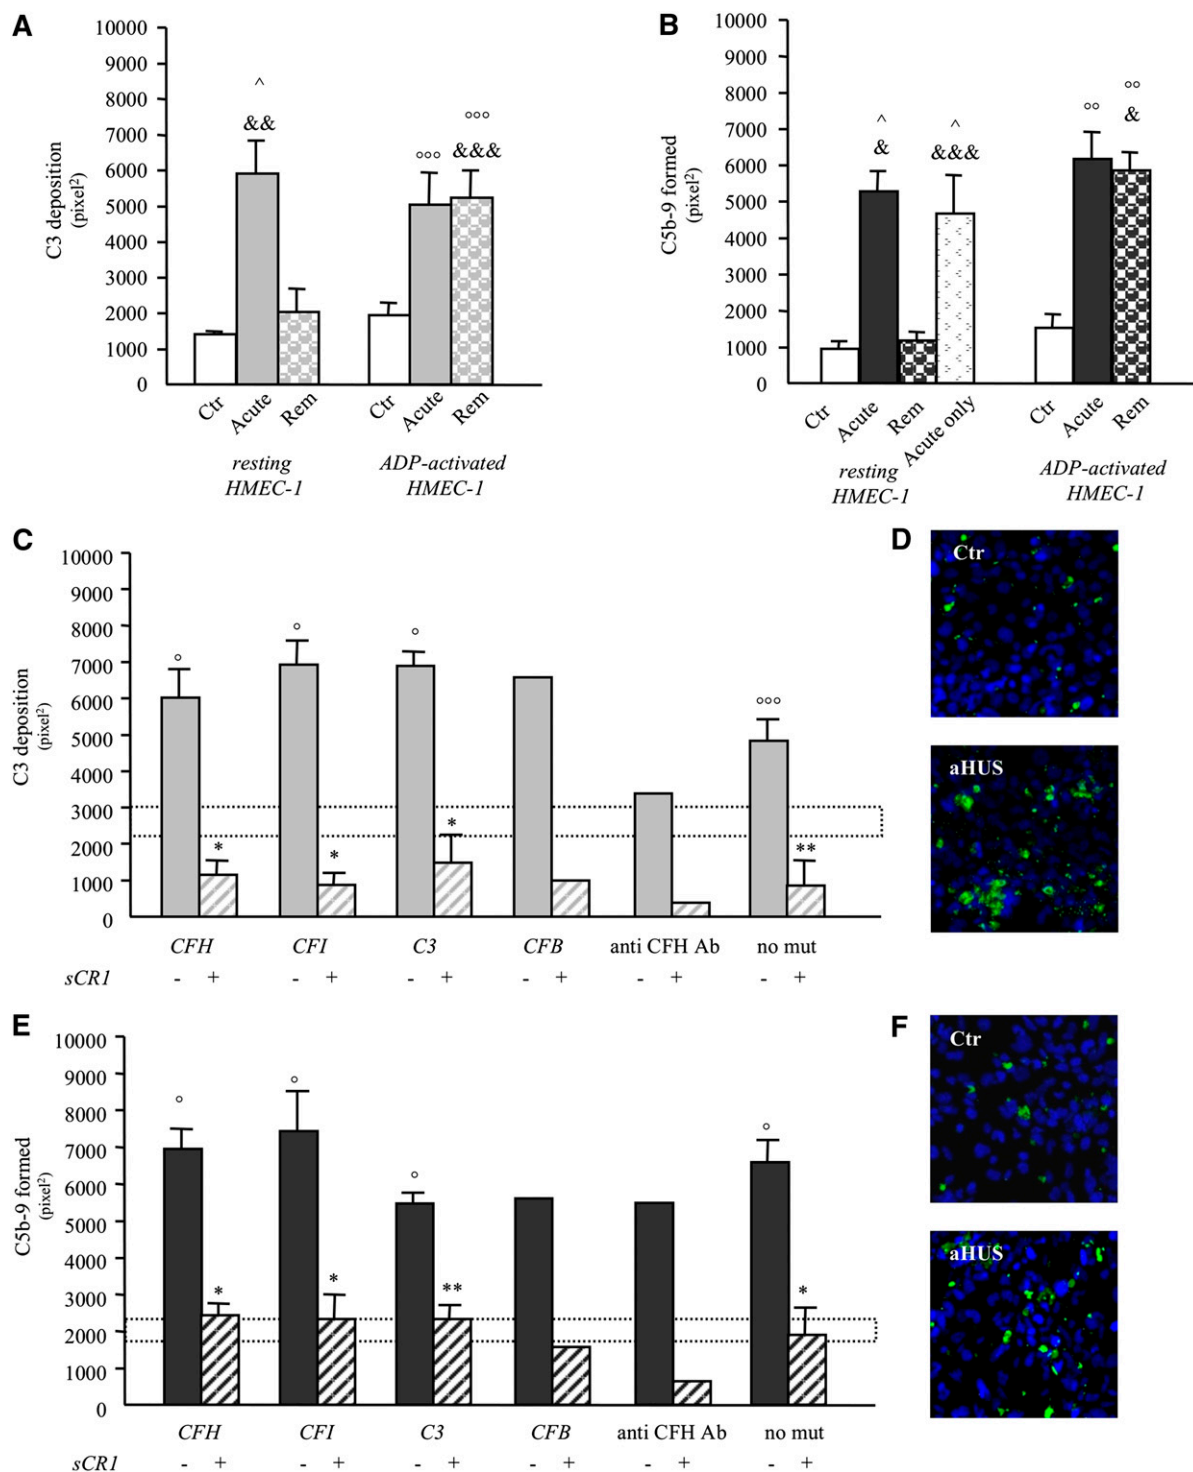 A
10000
9000
8000
7000
6000
5000
4000
3000
2000
1000
0
C3 deposition
(pixel²)
^
&&
°°°
°°°
&&&
Ctr
Acute
Rem
Ctr
Acute
Rem
resting
HMEC-1
ADP-activated
HMEC-1
B
10000
9000
8000
7000
6000
5000
4000
3000
2000
1000
0
C5b-9 formed
(pixel²)
^
&
^
&&&
°°
°°
&
Ctr
Acute
Rem
Acute only
Ctr
Acute
Rem
resting
HMEC-1
ADP-activated
HMEC-1
C
10000
9000
8000
7000
6000
5000
4000
3000
2000
1000
0
C3 deposition
(pixel²)
° ° ° °°°
* * * **
CFH CFI C3 CFB anti CFH Ab no mut
sCR1 - + - + - + - + - + - +
D
Ctr
aHUS
E
10000
9000
8000
7000
6000
5000
4000
3000
2000
1000
0
C5b-9 formed
(pixel²)
° ° ° °
* * ** *
CFH CFI C3 CFB anti CFH Ab no mut
sCR1 - + - + - + - + - + - +
F
Ctr
aHUS